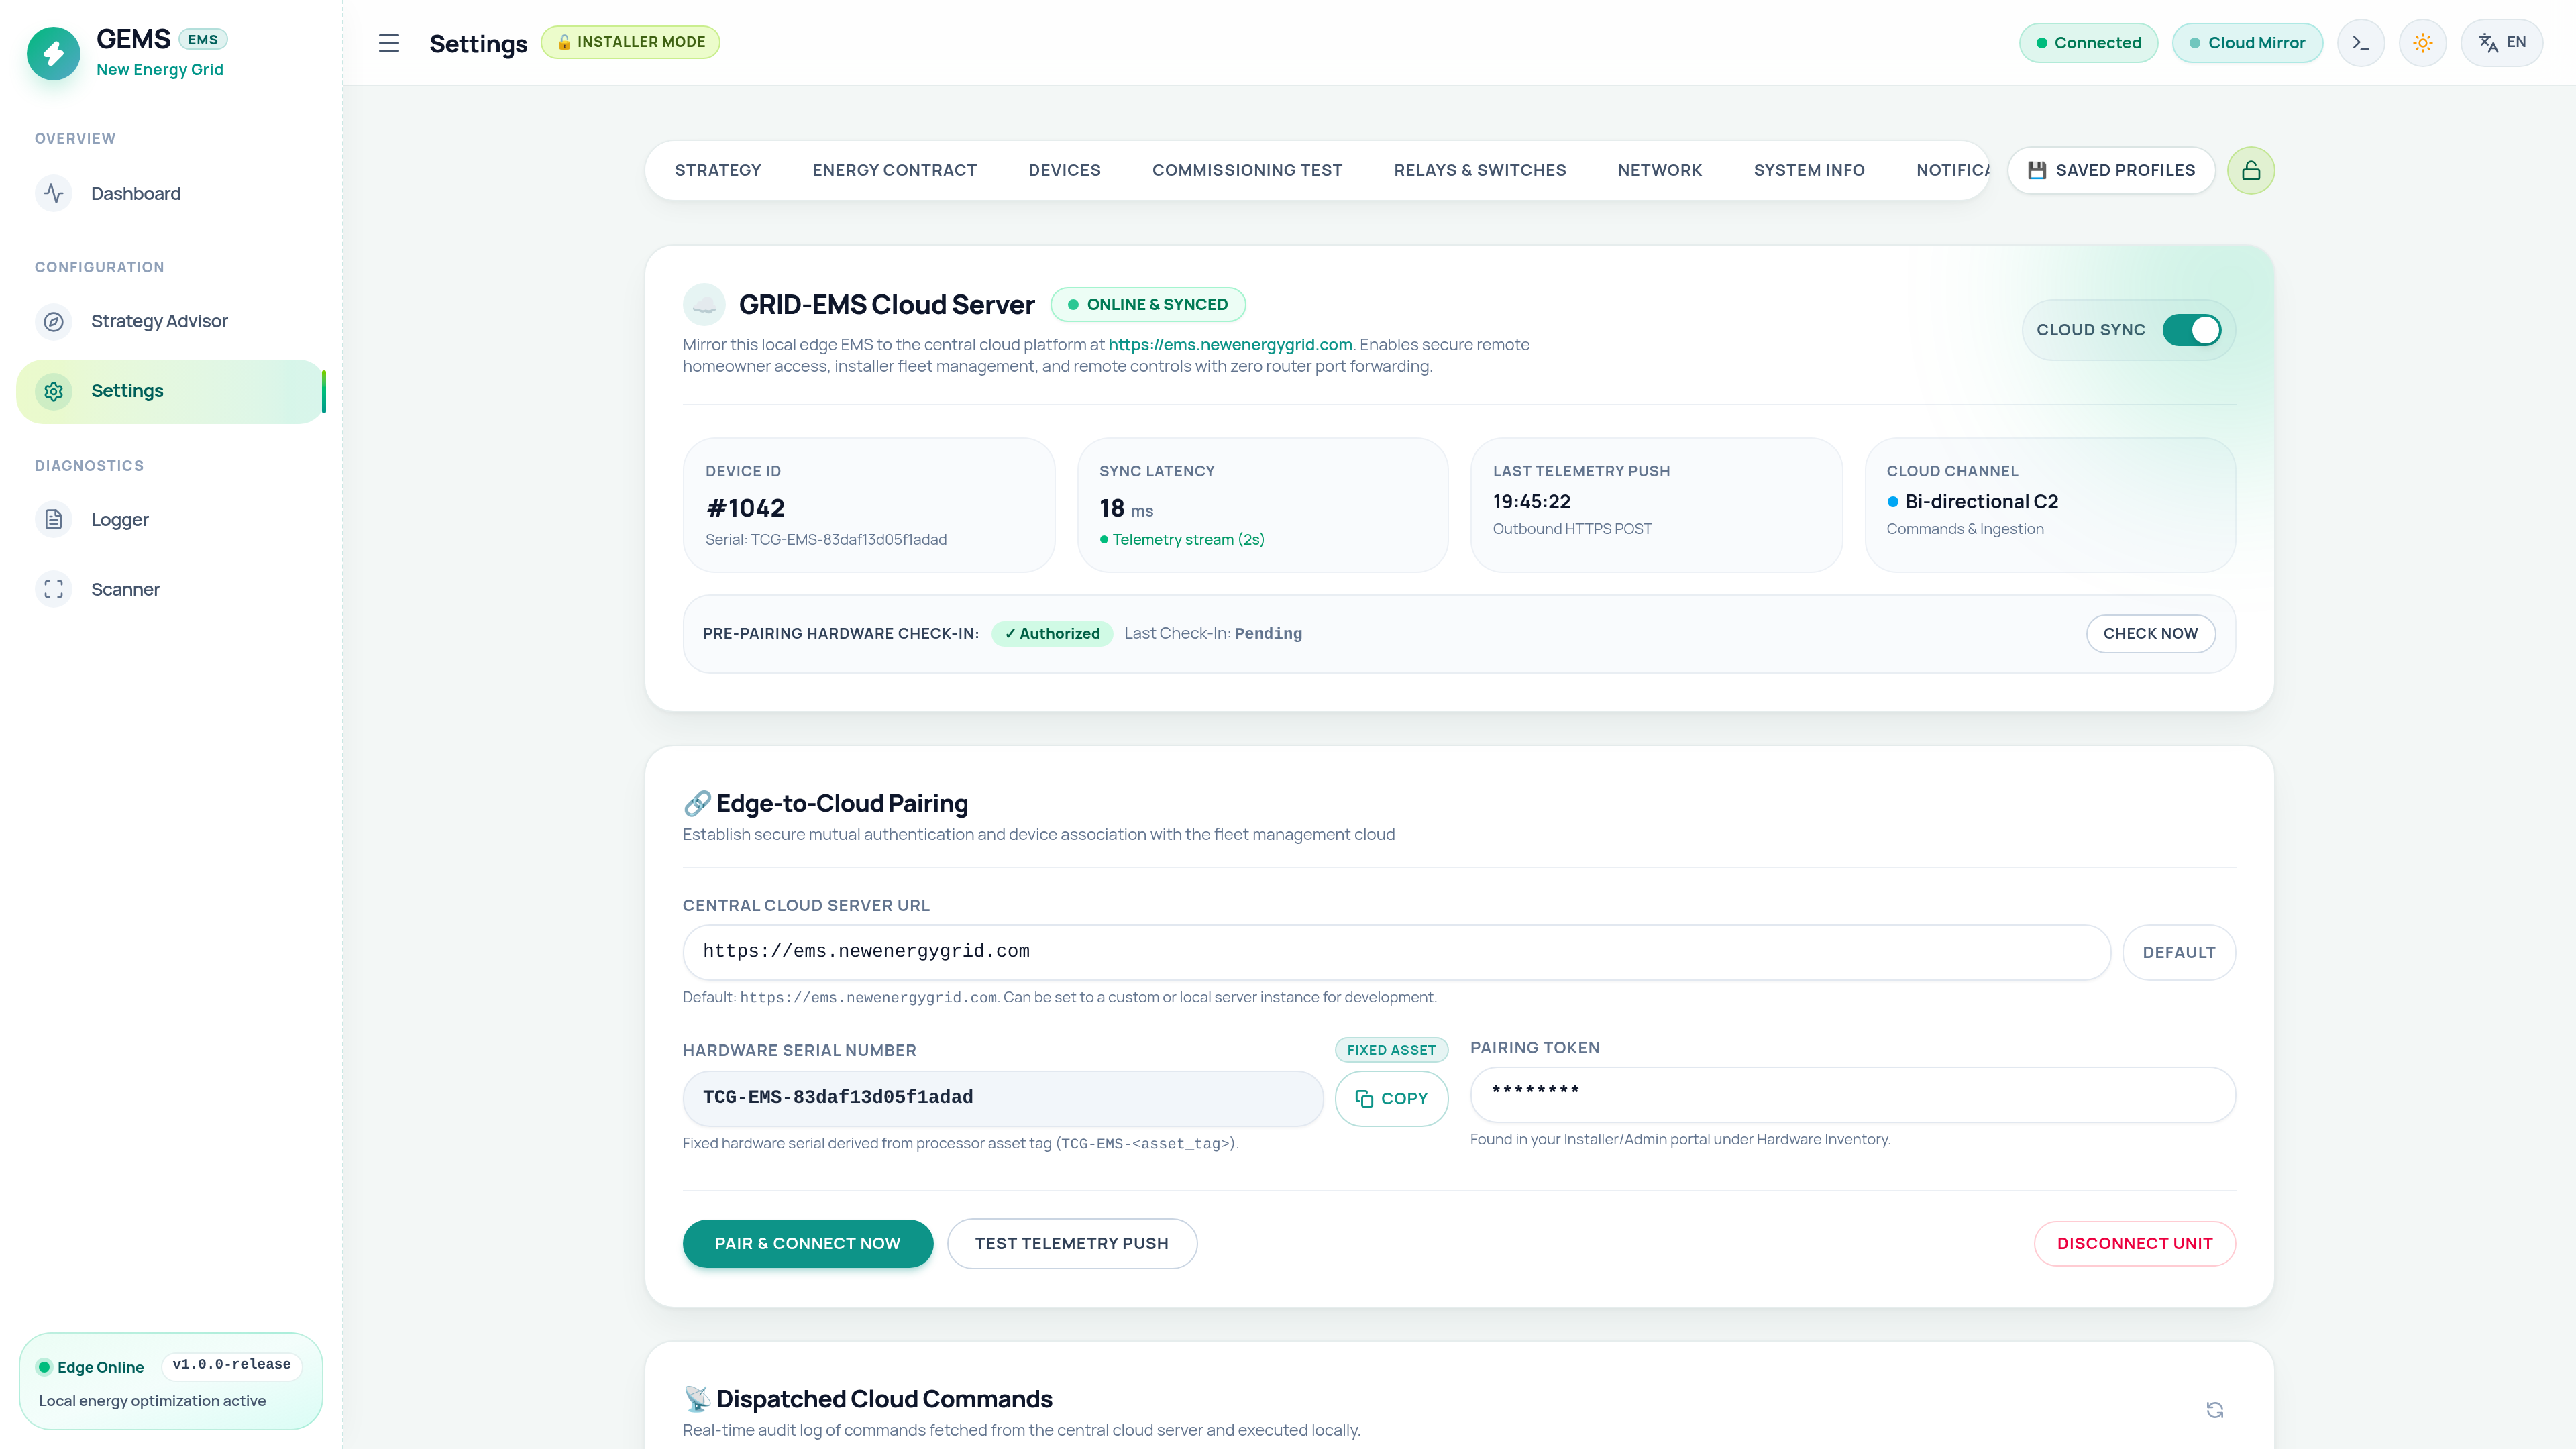 GEMS EMS
New Energy Grid
OVERVIEW
Dashboard
CONFIGURATION
Strategy Advisor
Settings
DIAGNOSTICS
Logger
Scanner
Edge Online v1.0.0-release
Local energy optimization active
Settings INSTALLER MODE
Connected Cloud Mirror EN
STRATEGY ENERGY CONTRACT DEVICES COMMISSIONING TEST RELAYS & SWITCHES NETWORK SYSTEM INFO NOTIFICA
SAVED PROFILES
GRID-EMS Cloud Server ONLINE & SYNCED
Mirror this local edge EMS to the central cloud platform at https://ems.newenergygrid.com. Enables secure remote
homeowner access, installer fleet management, and remote controls with zero router port forwarding.
CLOUD SYNC
DEVICE ID
#1042
Serial: TCG-EMS-83daf13d05f1adad
SYNC LATENCY
18 ms
Telemetry stream (2s)
LAST TELEMETRY PUSH
19:45:22
Outbound HTTPS POST
CLOUD CHANNEL
Bi-directional C2
Commands & Ingestion
PRE-PAIRING HARDWARE CHECK-IN: ✓ Authorized Last Check-In: Pending CHECK NOW
Edge-to-Cloud Pairing
Establish secure mutual authentication and device association with the fleet management cloud
CENTRAL CLOUD SERVER URL
https://ems.newenergygrid.com DEFAULT
Default: https://ems.newenergygrid.com. Can be set to a custom or local server instance for development.
HARDWARE SERIAL NUMBER FIXED ASSET
TCG-EMS-83daf13d05f1adad COPY
Fixed hardware serial derived from processor asset tag (TCG-EMS-<asset_tag>).
PAIRING TOKEN
********
Found in your Installer/Admin portal under Hardware Inventory.
PAIR & CONNECT NOW TEST TELEMETRY PUSH DISCONNECT UNIT
Dispatched Cloud Commands
Real-time audit log of commands fetched from the central cloud server and executed locally.